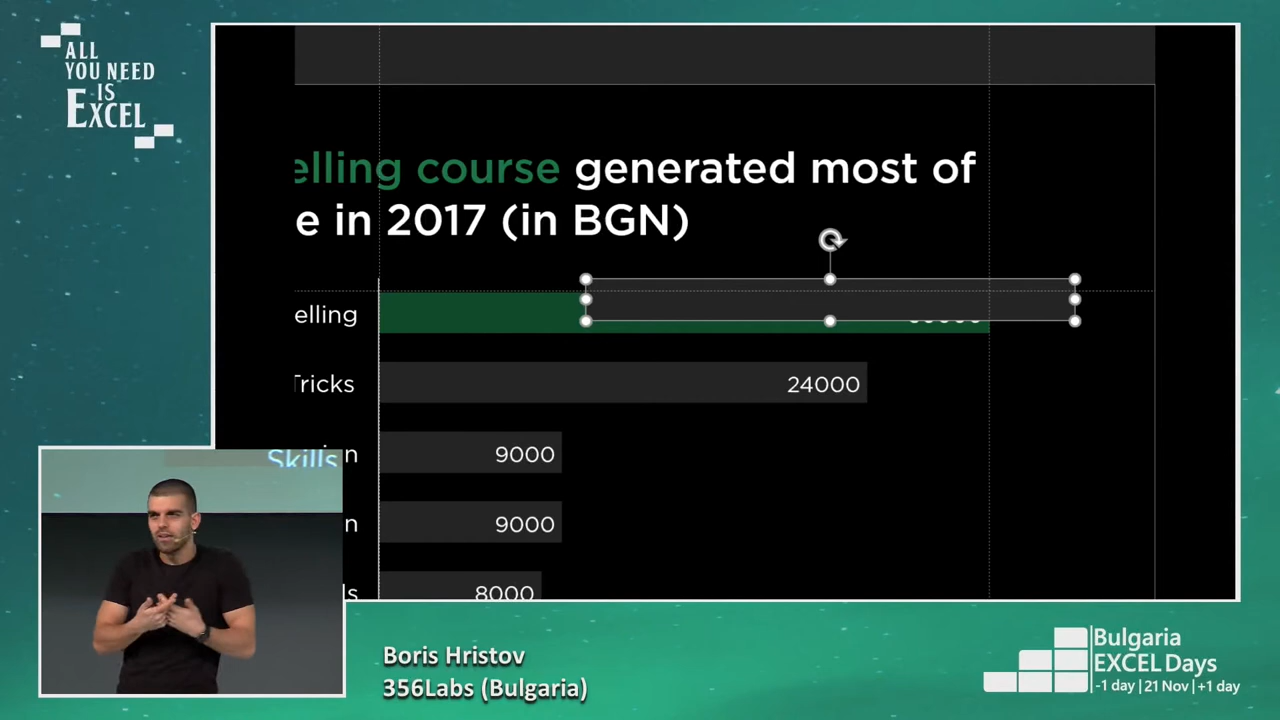 ALL
YOU NEED
IS
EXCEL
elling course generated most of
e in 2017 (in BGN)
elling
Tricks
24000
n
9000
n
9000
s
8000
Skills
Boris Hristov
356Labs (Bulgaria)
Bulgaria
EXCEL Days
-1 day | 21 Nov | +1 day